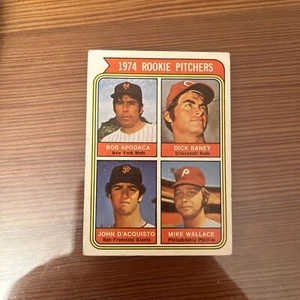 1974 ROOKIE PITCHERS
BOB APODACA
New York Mets
DICK BANEY
Cincinnati Reds
JOHN D'ACQUISTO
San Francisco Giants
MIKE WALLACE
Philadelphia Phillies